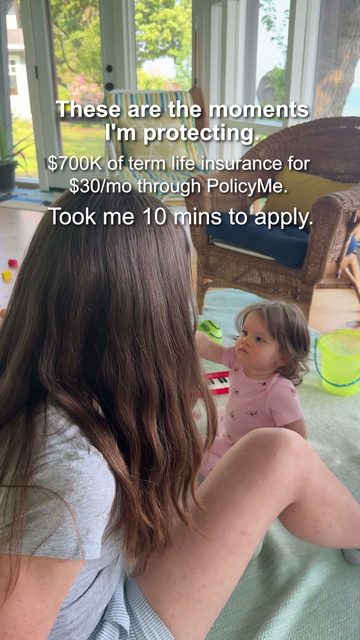 These are the moments
I'm protecting.
$700K of term life insurance for
$30/mo through PolicyMe.
Took me 10 mins to apply.